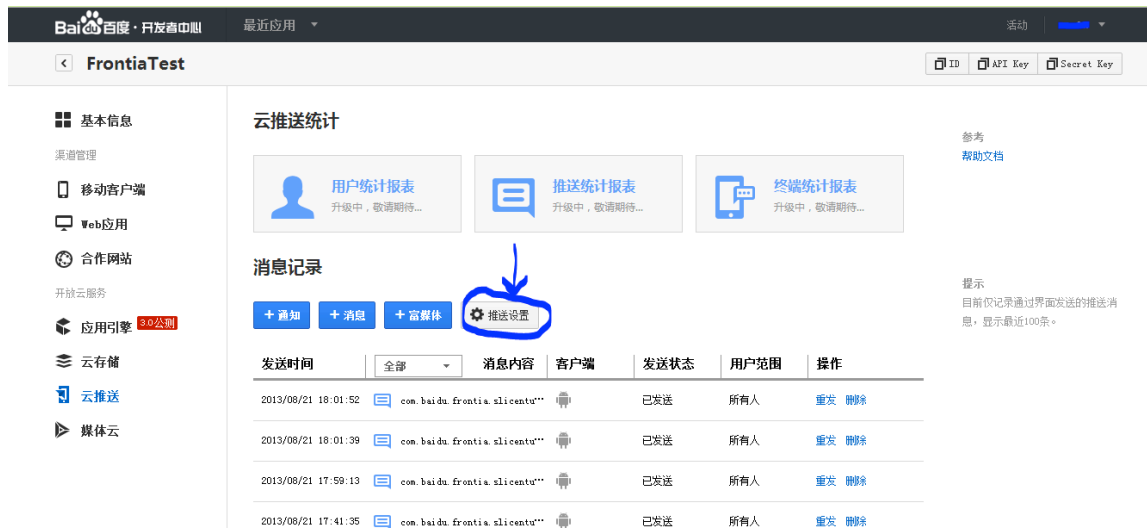 Baidu百度·开发者中心 最近应用 活动
FrontiaTest ID API Key Secret Key
基本信息
渠道管理
移动客户端
Web应用
合作网站
开放云服务
应用引擎 3.0公测
云存储
云推送
媒体云
云推送统计
用户统计报表
升级中，敬请期待...
推送统计报表
升级中，敬请期待...
终端统计报表
升级中，敬请期待...
消息记录
+通知 +消息 +富媒体 推送设置
发送时间 全部 消息内容 客户端 发送状态 用户范围 操作
2013/08/21 18:01:52 com.baidu.frontia.slicentu… 已发送 所有人 重发 删除
2013/08/21 18:01:39 com.baidu.frontia.slicentu… 已发送 所有人 重发 删除
2013/08/21 17:59:13 com.baidu.frontia.slicentu… 已发送 所有人 重发 删除
2013/08/21 17:41:35 com.baidu.frontia.slicentu… 已发送 所有人 重发 删除
参考
帮助文档
提示
目前仅记录通过界面发送的推送消
息，显示最近100条。